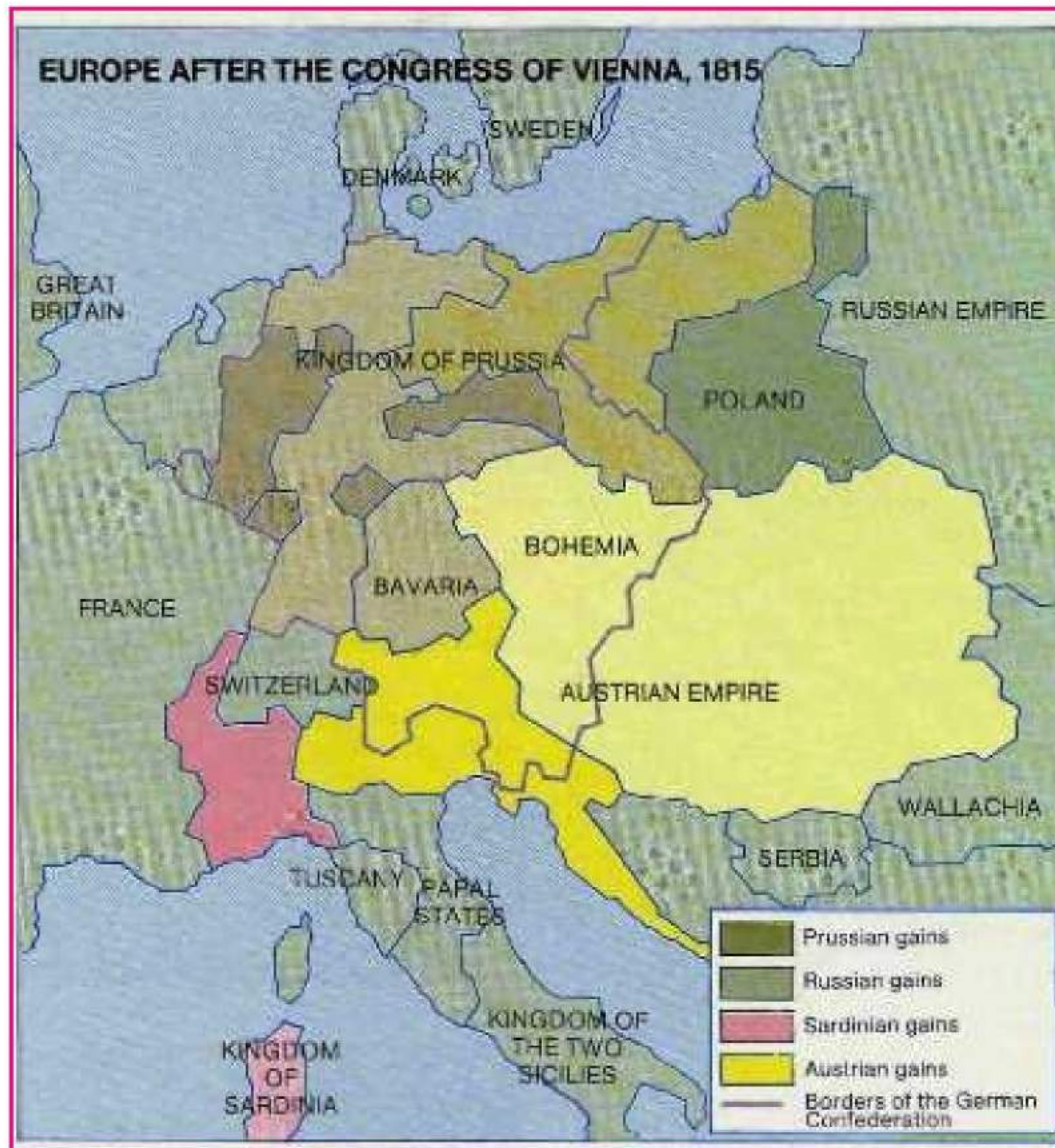 EUROPE AFTER THE CONGRESS OF VIENNA, 1815
SWEDEN
DENMARK
GREAT
BRITAIN
RUSSIAN EMPIRE
KINGDOM OF PRUSSIA
POLAND
BOHEMIA
BAVARIA
FRANCE
SWITZERLAND
AUSTRIAN EMPIRE
WALLACHIA
SERBIA
TUSCANY
PAPAL
STATES
KINGDOM OF
THE TWO
SICILIES
KINGDOM
OF
SARDINIA
Prussian gains
Russian gains
Sardinian gains
Austrian gains
Borders of the German
Confederation